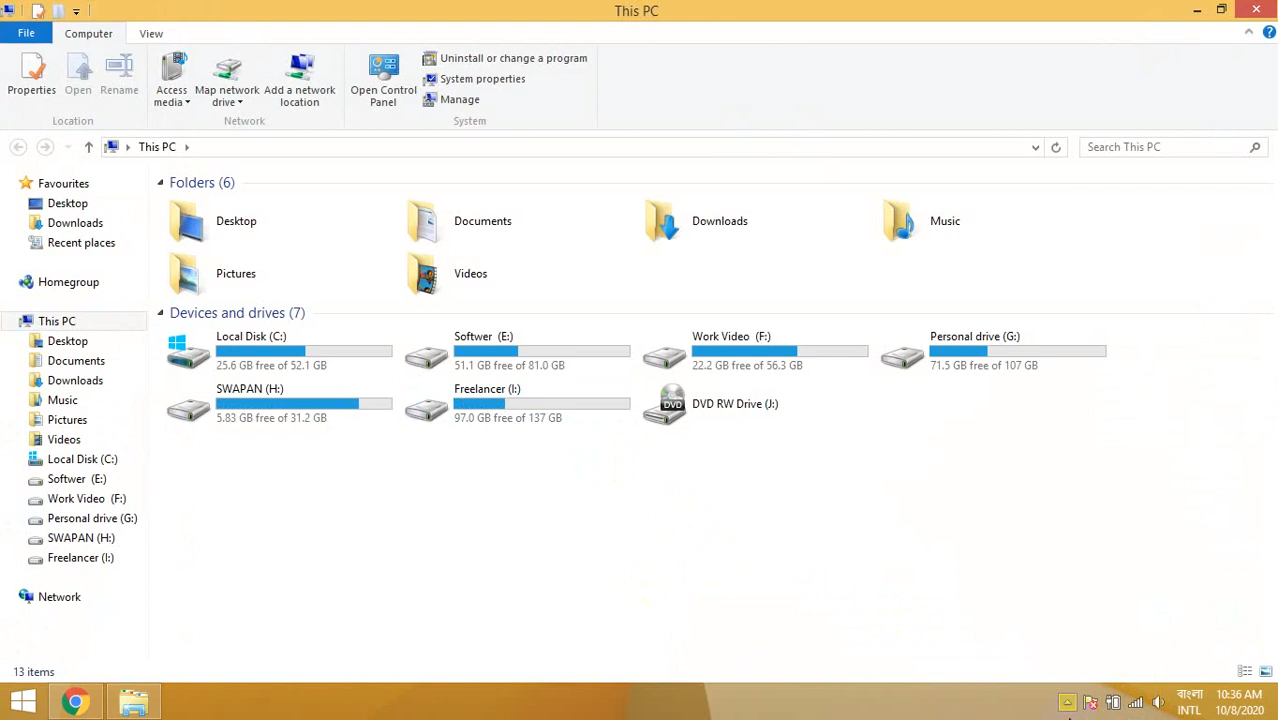 This PC
File Computer View
Properties Open Rename Access media Map network drive Add a network location Open Control Panel Uninstall or change a program
System properties
Manage
Location Network System
This PC Search This PC
Favourites
Desktop
Downloads
Recent places
Homegroup
This PC
Desktop
Documents
Downloads
Music
Pictures
Videos
Local Disk (C:)
Softwer (E:)
Work Video (F:)
Personal drive (G:)
SWAPAN (H:)
Freelancer (I:)
Network
Folders (6)
Desktop Documents Downloads Music
Pictures Videos
Devices and drives (7)
Local Disk (C:) Softwer (E:) Work Video (F:) Personal drive (G:)
25.6 GB free of 52.1 GB 51.1 GB free of 81.0 GB 22.2 GB free of 56.3 GB 71.5 GB free of 107 GB
SWAPAN (H:) Freelancer (I:) DVD RW Drive (J:)
DVD
5.83 GB free of 31.2 GB 97.0 GB free of 137 GB
13 items
বাংলা 10:36 AM
INTL 10/8/2020